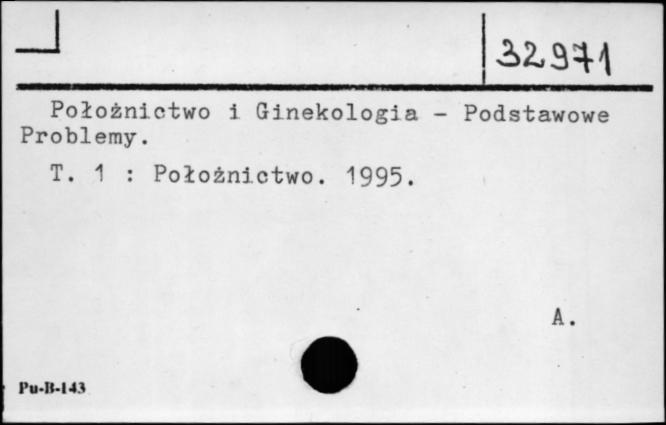 32971
Położnictwo i Ginekologia - Podstawowe
Problemy.
T. 1 : Położnictwo. 1995.
A.
Pu-B-143